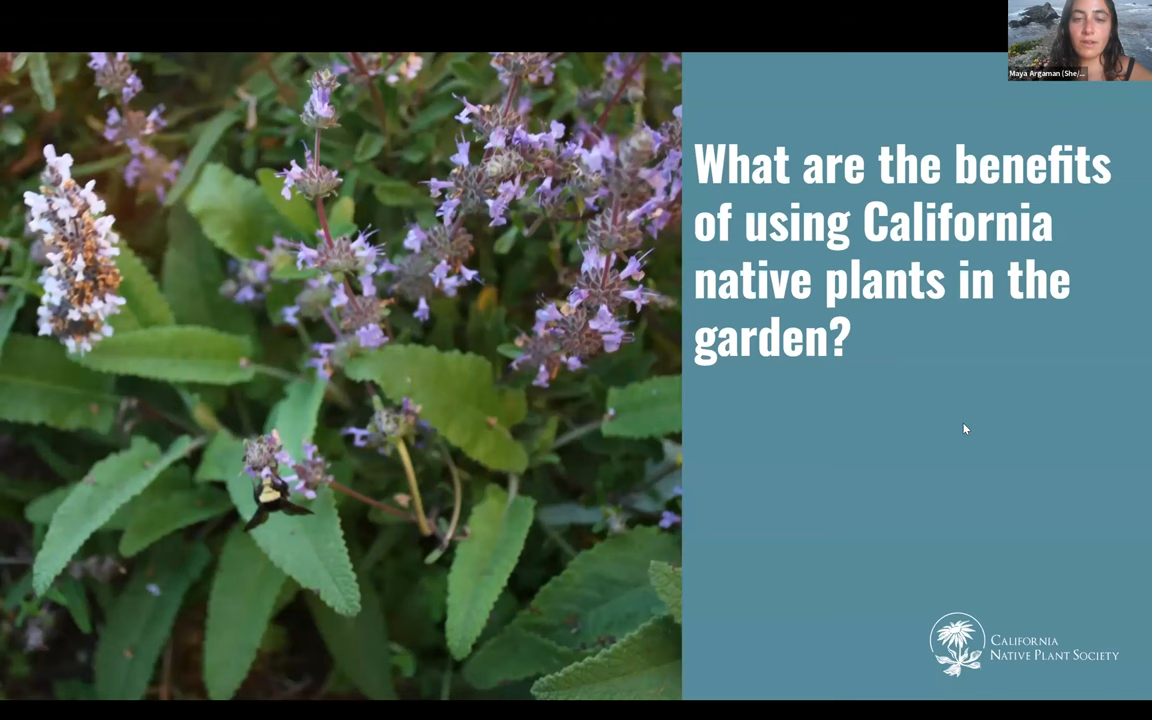 Maya Argaman (She/...
What are the benefits
of using California
native plants in the
garden?
California
Native Plant Society